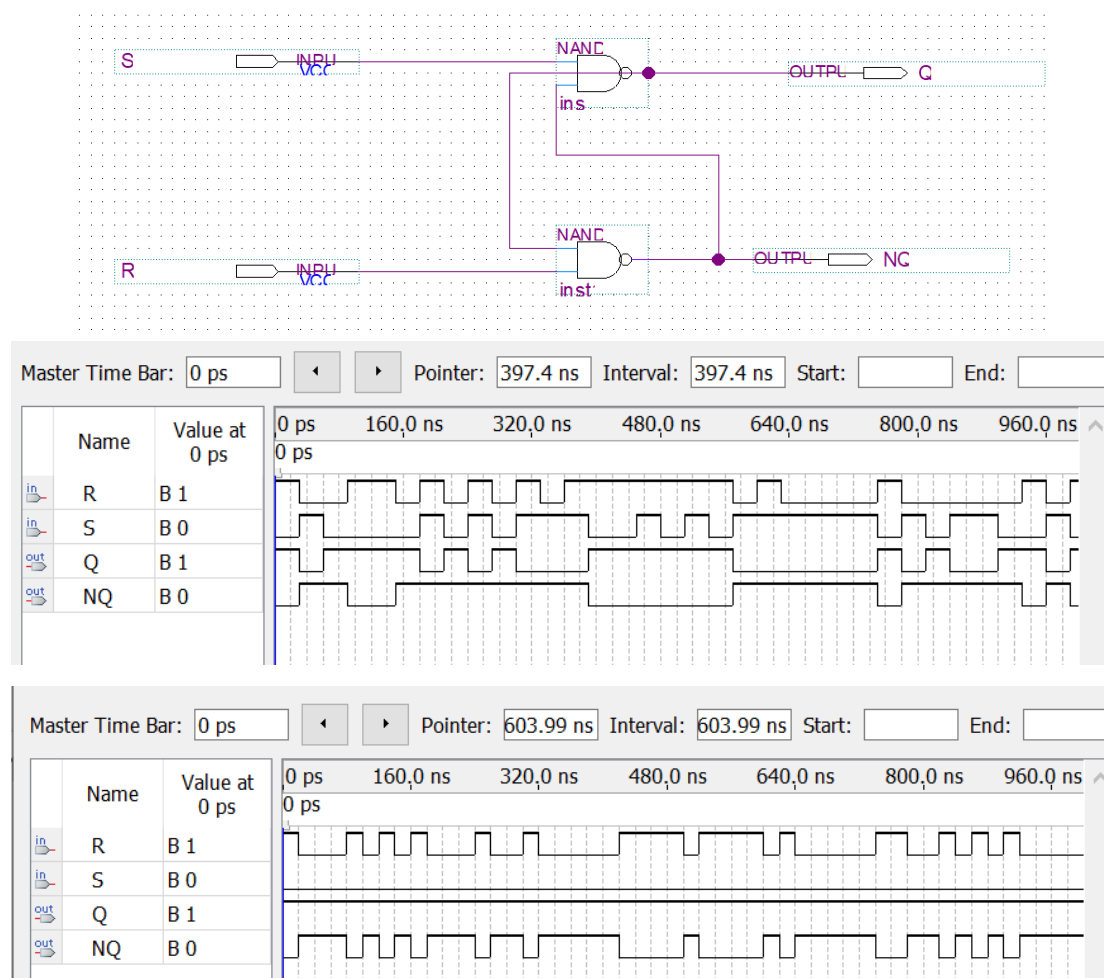 NAND
S INPU VCC OUTPU Q
ins
NAND
R INPU VCC OUTPU NQ
inst
Master Time Bar: 0 ps Pointer: 397.4 ns Interval: 397.4 ns Start: End:
Name Value at 0 ps 0 ps 160.0 ns 320.0 ns 480.0 ns 640.0 ns 800.0 ns 960.0 ns
0 ps
in R B 1
in S B 0
out Q B 1
out NQ B 0
Master Time Bar: 0 ps Pointer: 603.99 ns Interval: 603.99 ns Start: End:
Name Value at 0 ps 0 ps 160.0 ns 320.0 ns 480.0 ns 640.0 ns 800.0 ns 960.0 ns
0 ps
in R B 1
in S B 0
out Q B 1
out NQ B 0